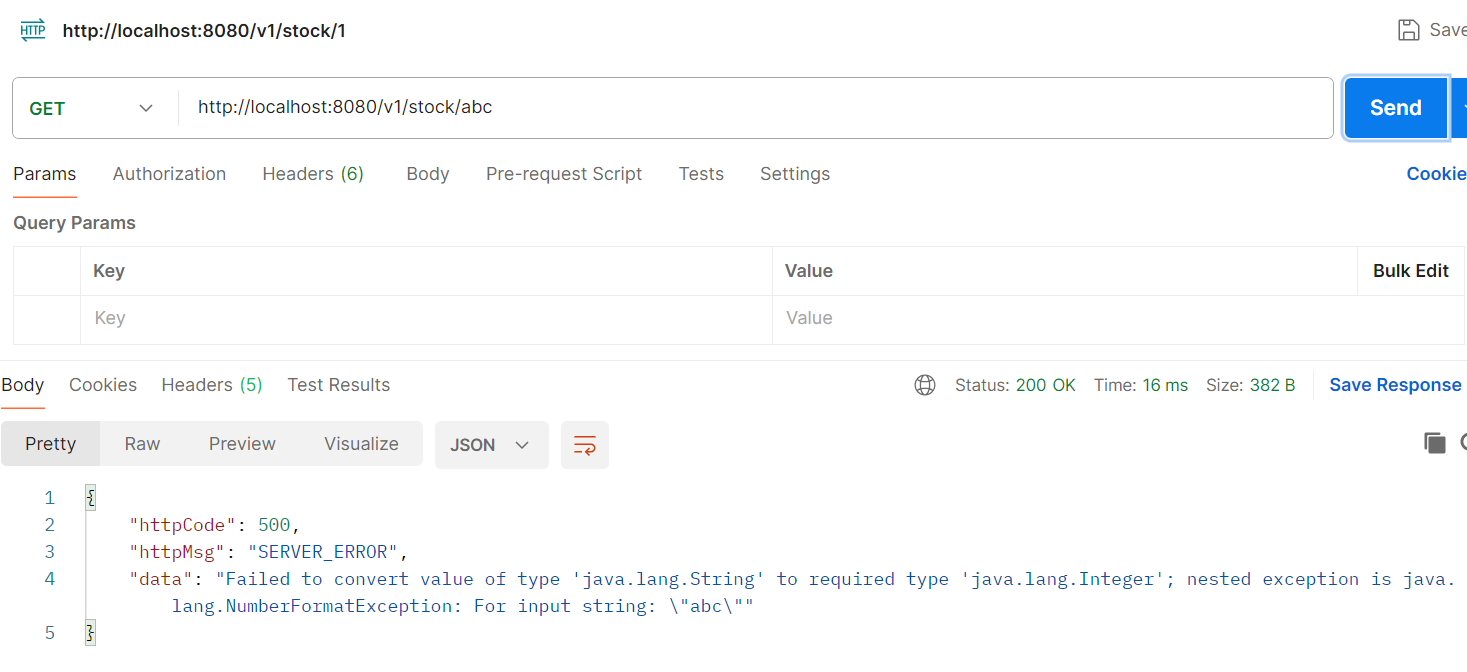 HTTP http://localhost:8080/v1/stock/1 Save
GET http://localhost:8080/v1/stock/abc Send
Params Authorization Headers (6) Body Pre-request Script Tests Settings Cookie
Query Params
Key Value Bulk Edit
Key Value
Body Cookies Headers (5) Test Results Status: 200 OK Time: 16 ms Size: 382 B Save Response
Pretty Raw Preview Visualize JSON
1 {
2 "httpCode": 500,
3 "httpMsg": "SERVER_ERROR",
4 "data": "Failed to convert value of type 'java.lang.String' to required type 'java.lang.Integer'; nested exception is java.
lang.NumberFormatException: For input string: \"abc\""
5 }